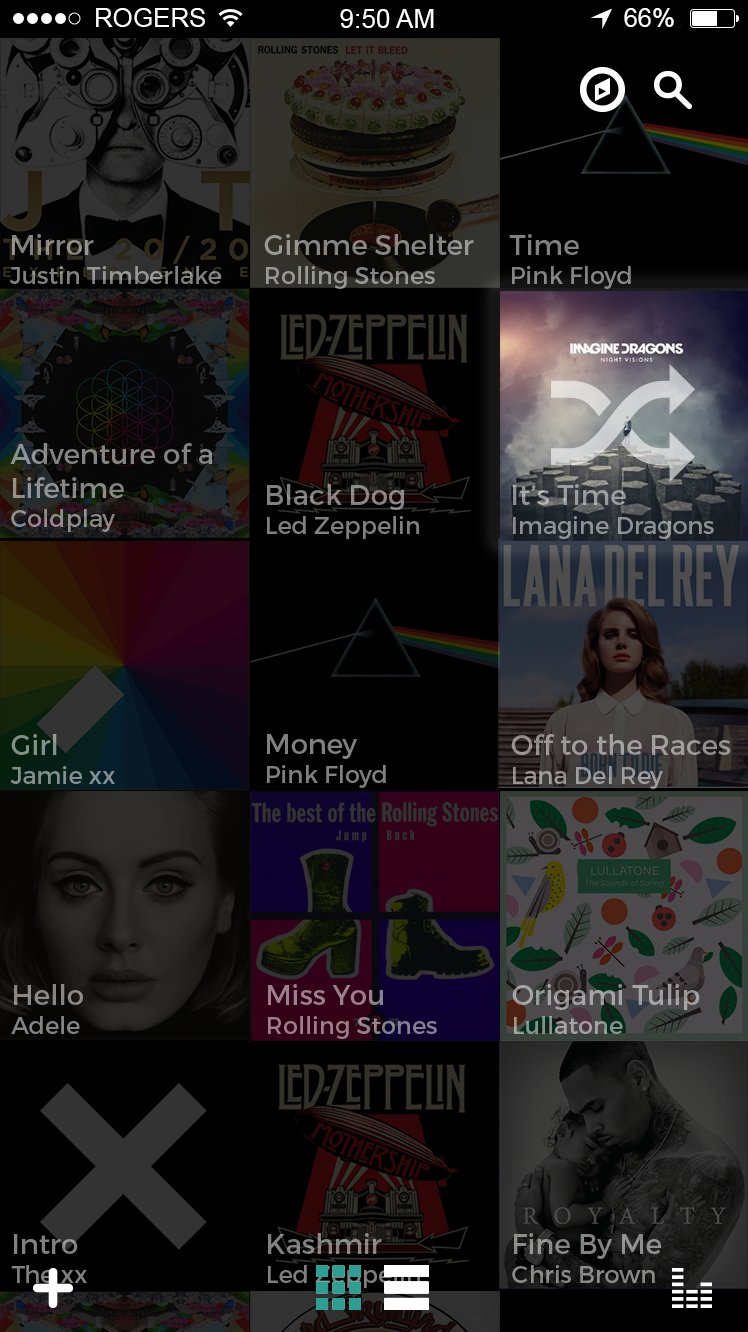 ROGERS 9:50 AM 66%
ROLLING STONES LET IT BLEED
J T
THE 20/20
Mirror
Justin Timberlake
Gimme Shelter
Rolling Stones
Time
Pink Floyd
Adventure of a
Lifetime
Coldplay
LED-ZEPPELIN
MOTHERSHIP
Black Dog
Led Zeppelin
IMAGINE DRAGONS
NIGHT VISIONS
It's Time
Imagine Dragons
Girl
Jamie xx
Money
Pink Floyd
LANA DEL REY
BORN TO DIE
Off to the Races
Lana Del Rey
Hello
Adele
The best of the Rolling Stones
Jump Back
Miss You
Rolling Stones
LULLATONE
The Sounds of Spring
Origami Tulip
Lullatone
Intro
The xx
LED-ZEPPELIN
MOTHERSHIP
Kashmir
Led Zeppelin
ROYALTY
Fine By Me
Chris Brown